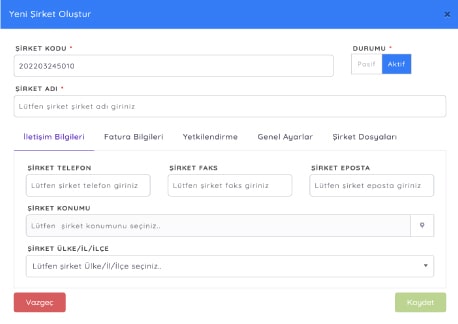 Yeni Şirket Oluştur ×
ŞİRKET KODU * DURUMU *
202203245010 Pasif Aktif
ŞİRKET ADI *
Lütfen şirket şirket adı giriniz
İletişim Bilgileri Fatura Bilgileri Yetkilendirme Genel Ayarlar Şirket Dosyaları
ŞİRKET TELEFON ŞİRKET FAKS ŞİRKET EPOSTA
Lütfen şirket telefon giriniz Lütfen şirket faks giriniz Lütfen şirket eposta giriniz
ŞİRKET KONUMU
Lütfen şirket konumunu seçiniz..
ŞİRKET ÜLKE/İL/İLÇE
Lütfen şirket Ülke/İl/İlçe seçiniz..
Vazgeç Kaydet